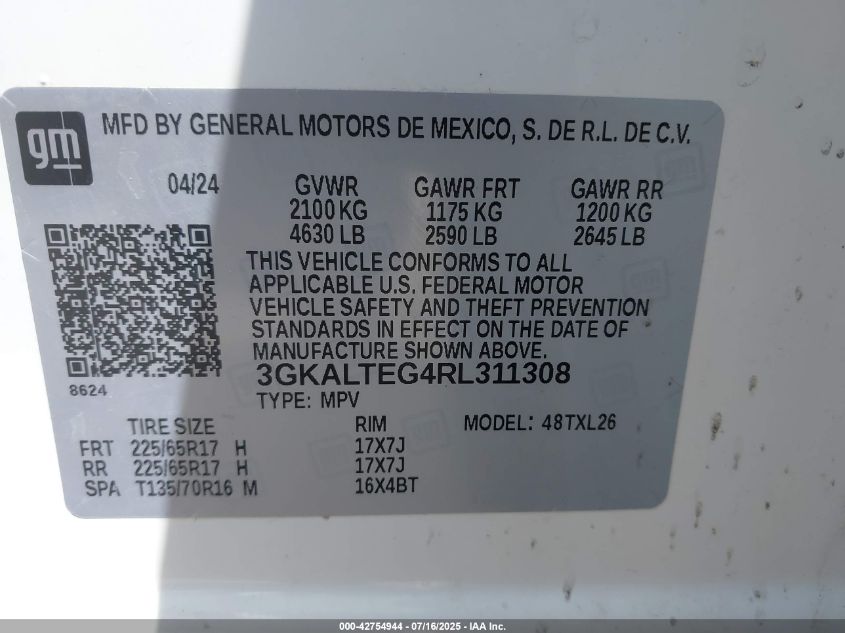 gm
MFD BY GENERAL MOTORS DE MEXICO, S. DE R.L. DE C.V.
04/24 GVWR GAWR FRT GAWR RR
2100 KG 1175 KG 1200 KG
4630 LB 2590 LB 2645 LB
THIS VEHICLE CONFORMS TO ALL
APPLICABLE U.S. FEDERAL MOTOR
VEHICLE SAFETY AND THEFT PREVENTION
STANDARDS IN EFFECT ON THE DATE OF
MANUFACTURE SHOWN ABOVE.
8624 3GKALTEG4RL311308
TYPE: MPV
TIRE SIZE RIM MODEL: 48TXL26
FRT 225/65R17 H 17X7J
RR 225/65R17 H 17X7J
SPA T135/70R16 M 16X4BT
000-42754944 - 07/16/2025 - IAA Inc.